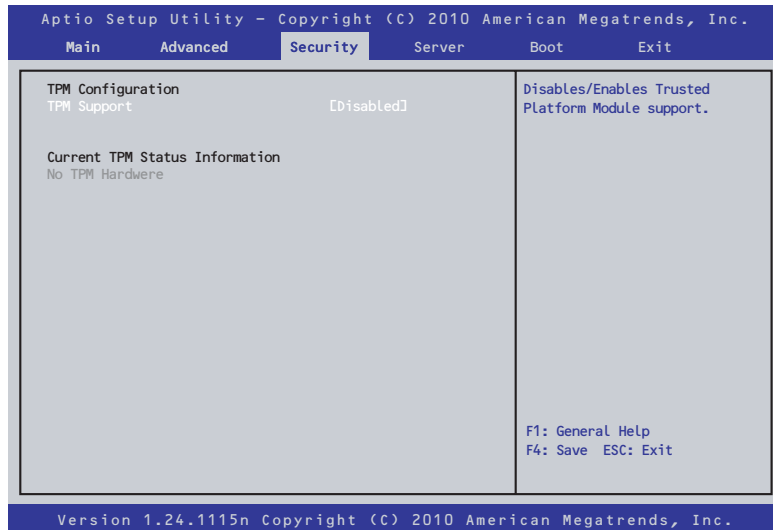 Aptio Setup Utility – Copyright (C) 2010 American Megatrends, Inc.
Main Advanced Security Server Boot Exit
TPM Configuration
TPM Support [Disabled]
Current TPM Status Information
No TPM Hardwere
Disables/Enables Trusted
Platform Module support.
F1: General Help
F4: Save ESC: Exit
Version 1.24.1115n Copyright (C) 2010 American Megatrends, Inc.